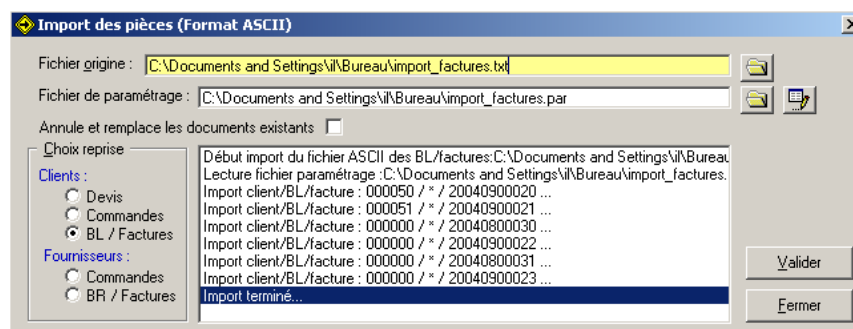 Import des pièces (Format ASCII)
Fichier origine : C:\Documents and Settings\il\Bureau\import_factures.txt
Fichier de paramétrage : C:\Documents and Settings\il\Bureau\import_factures.par
Annule et remplace les documents existants
Choix reprise
Clients :
Devis
Commandes
BL / Factures
Fournisseurs :
Commandes
BR / Factures
Début import du fichier ASCII des BL/factures:C:\Documents and Settings\il\Bureau
Lecture fichier paramétrage :C:\Documents and Settings\il\Bureau\import_factures.
Import client/BL/facture : 000050 / * / 20040900020 ...
Import client/BL/facture : 000051 / * / 20040900021 ...
Import client/BL/facture : 000000 / * / 20040800030 ...
Import client/BL/facture : 000000 / * / 20040900022 ...
Import client/BL/facture : 000000 / * / 20040800031 ...
Import client/BL/facture : 000000 / * / 20040900023 ...
Import terminé...
Valider
Fermer